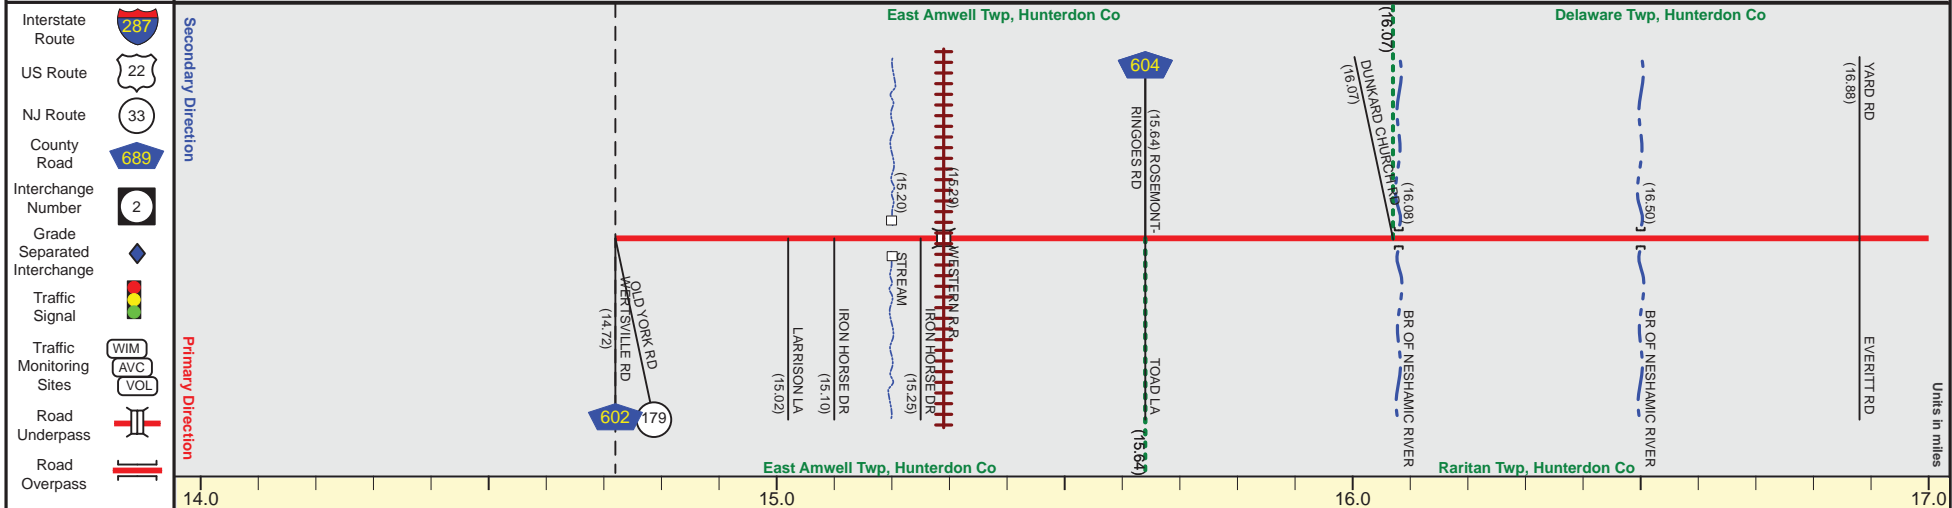 Interstate
Route
287
US Route
22
NJ Route
33
County
Road
689
Interchange
Number
2
Grade
Separated
Interchange
Traffic
Signal
Traffic
Monitoring
Sites
WIM
AVC
VOL
Road
Underpass
Road
Overpass
Secondary Direction
Primary Direction
East Amwell Twp, Hunterdon Co
Delaware Twp, Hunterdon Co
WERTSVILLE RD
(14.72)
602
OLD YORK RD
179
LARRISON LA
(15.02)
IRON HORSE DR
(15.10)
(15.20)
STREAM
IRON HORSE DR
(15.25)
(15.29)
WESTERN R.R.
604
(15.64) ROSEMONT-
RINGOES RD
TOAD LA
(15.64)
(16.07)
DUNKARD CHURCH RD
(16.07)
(16.08)
BR OF NESHAMIC RIVER
(16.50)
BR OF NESHAMIC RIVER
YARD RD
(16.88)
EVERITT RD
East Amwell Twp, Hunterdon Co
Raritan Twp, Hunterdon Co
Units in miles
14.0
15.0
16.0
17.0